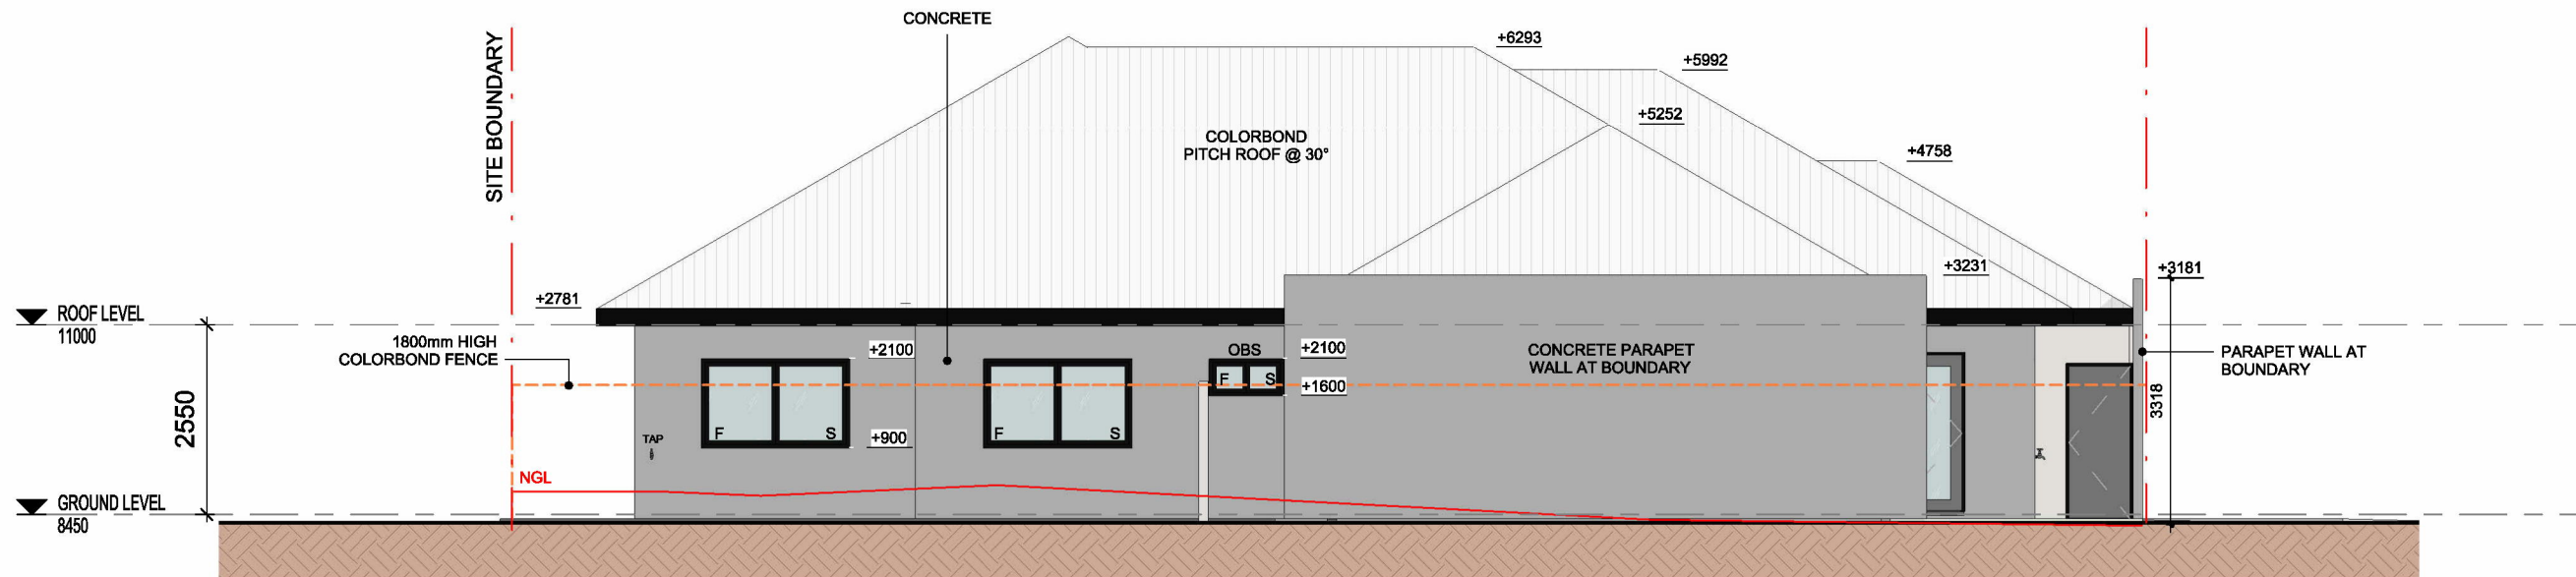 CONCRETE
SITE BOUNDARY
+6293
+5992
+5252
COLORBOND
PITCH ROOF @ 30°
+4758
+3231
+3181
+2781
ROOF LEVEL
11000
1800mm HIGH
COLORBOND FENCE
+2100
OBS
+2100
CONCRETE PARAPET
WALL AT BOUNDARY
PARAPET WALL AT
BOUNDARY
F
S
+1600
2550
3318
F
S
F
S
TAP
+900
NGL
GROUND LEVEL
8450